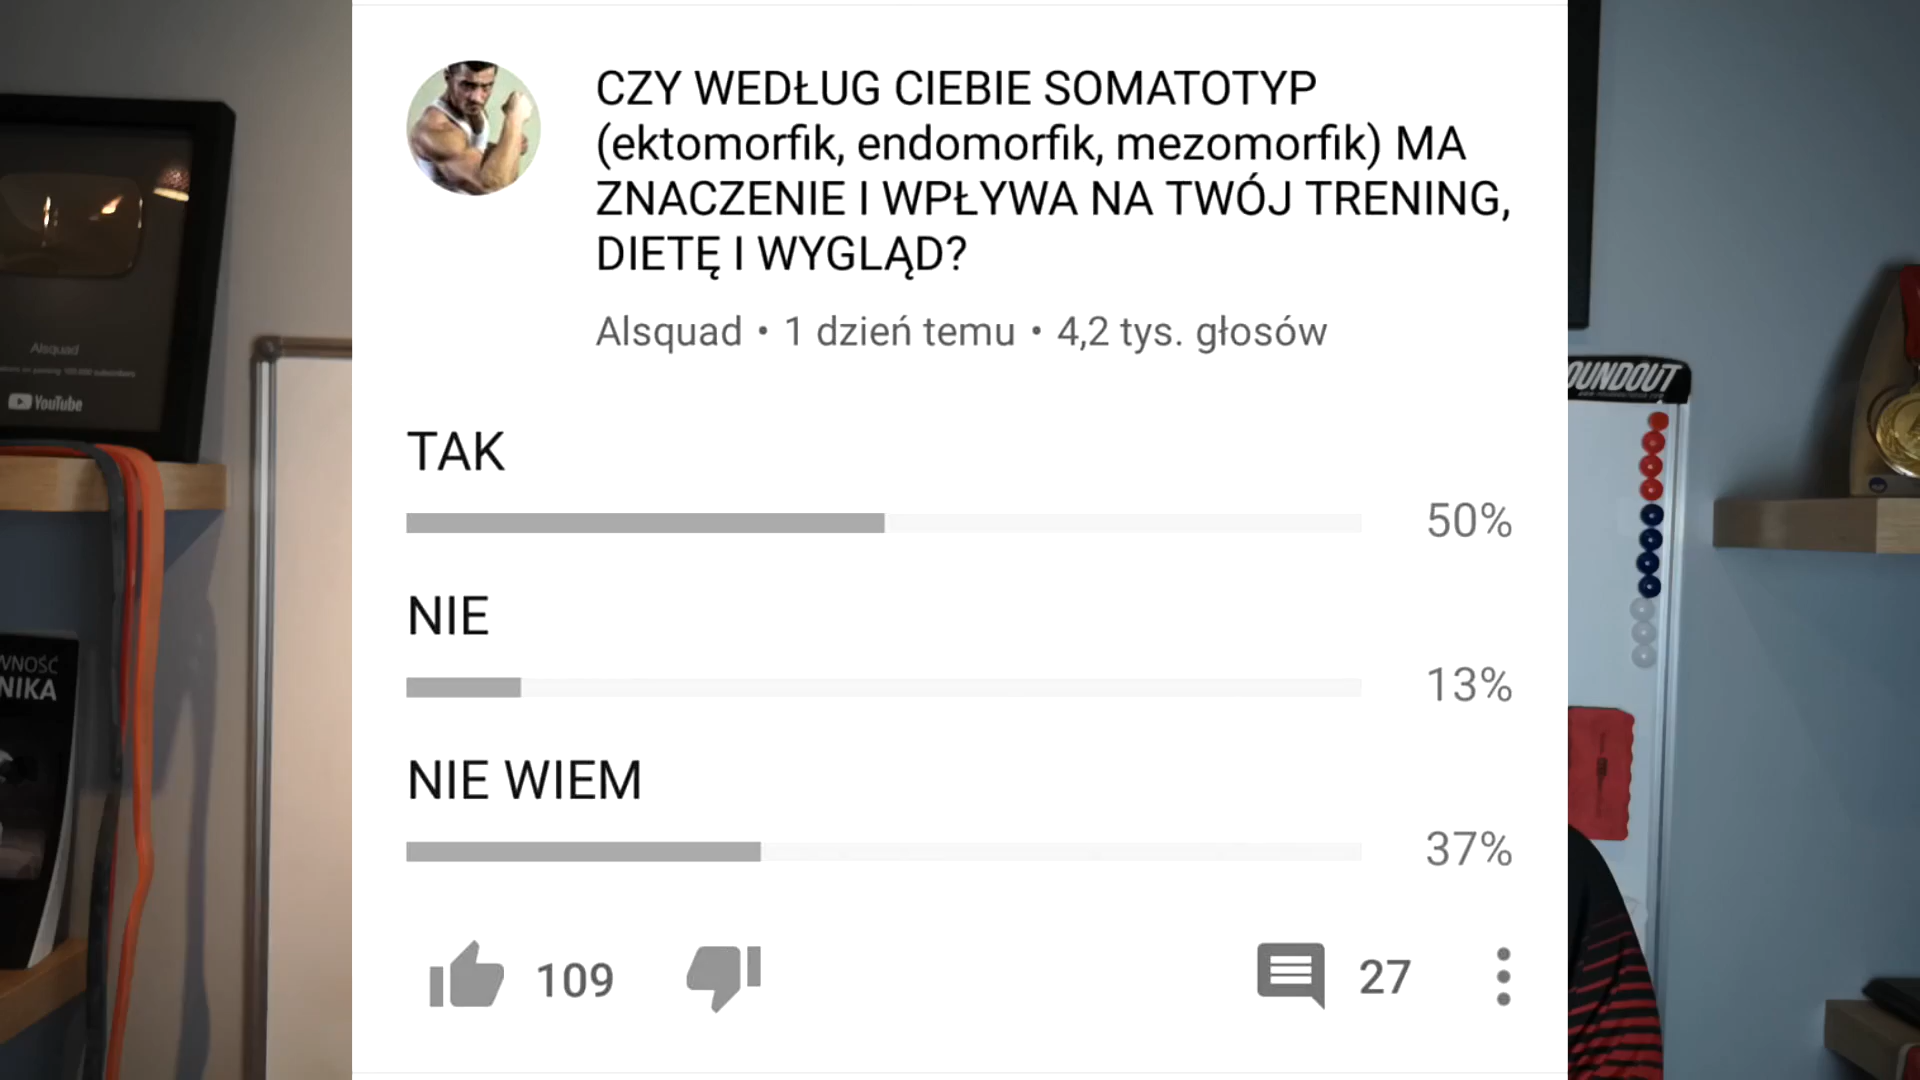 CZY WEDŁUG CIEBIE SOMATOTYP
(ektomorfik, endomorfik, mezomorfik) MA
ZNACZENIE I WPŁYWA NA TWÓJ TRENING,
DIETĘ I WYGLĄD?
Alsquad • 1 dzień temu • 4,2 tys. głosów
TAK
50%
NIE
13%
NIE WIEM
37%
109
27
Alsquad
YouTube
WNOŚĆ
NIKA
OUNDOUT